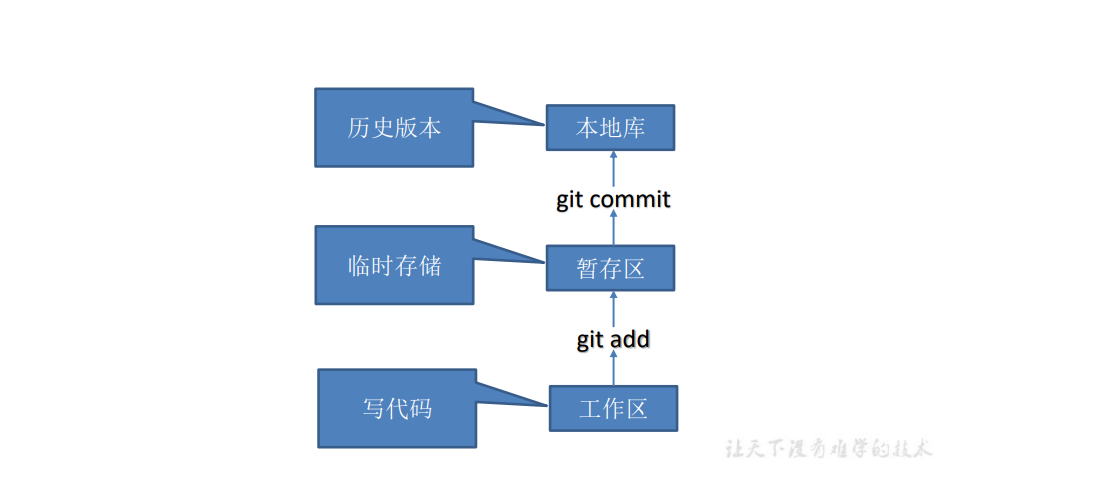 历史版本
本地库
git commit
临时存储
暂存区
git add
写代码
工作区
让天下没有难学的技术